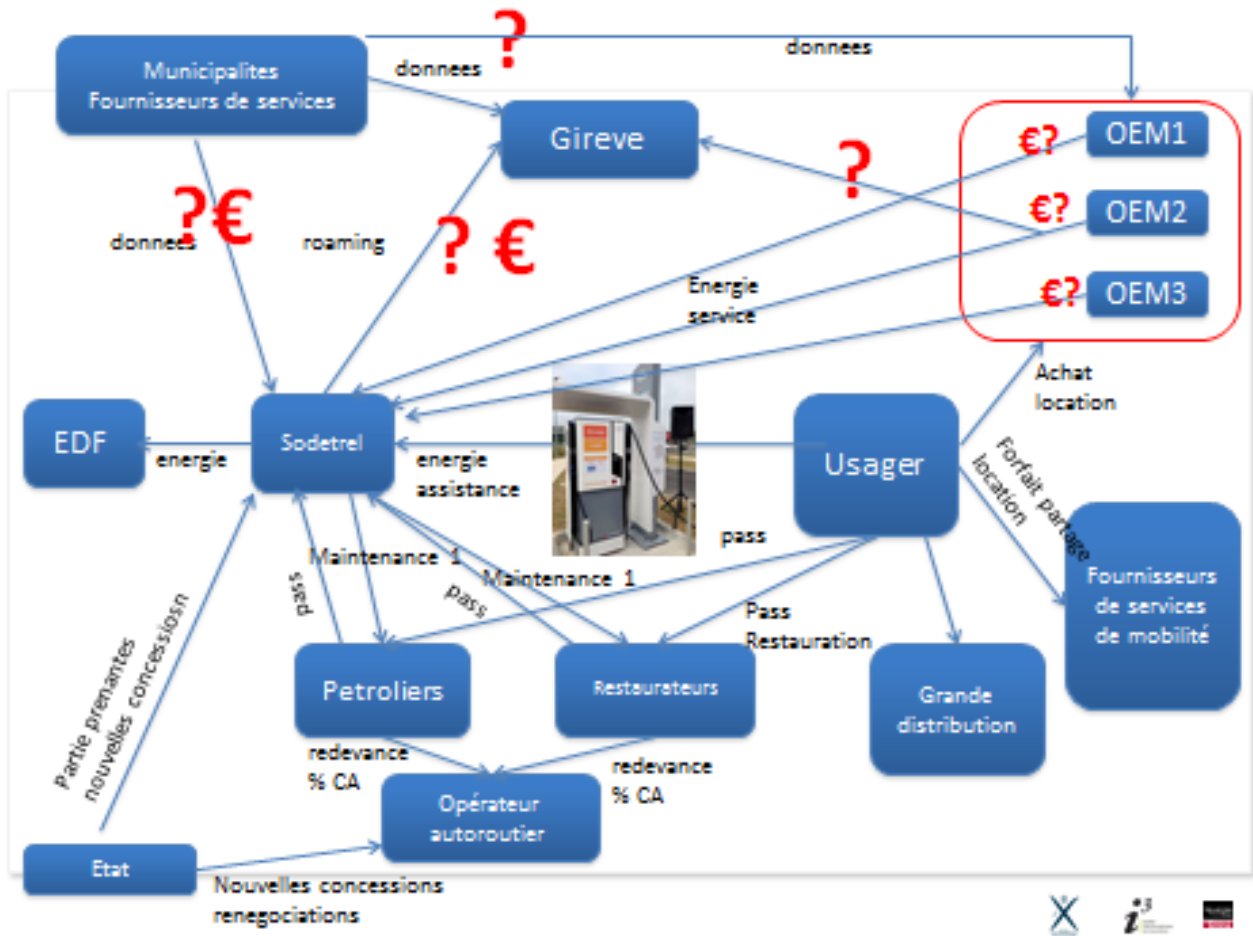 ?
donnees
donnees
Municipalites
Fournisseurs de services
Gireve
€?
OEM1
?
€?
OEM2
?€
donnees
roaming
? €
Energie
service
€?
OEM3
Achat
location
EDF
energie
Sodetrel
energie
assistance
Usager
Forfait partage
location
pass
Maintenance 1
Maintenance 1
pass
pass
Pass
Restauration
Fournisseurs
de services
de mobilité
Partie prenantes
nouvelles concessiosn
Petroliers
Restaurateurs
Grande
distribution
redevance
% CA
redevance
% CA
Opérateur
autoroutier
Etat
Nouvelles concessions
renegociations
i3